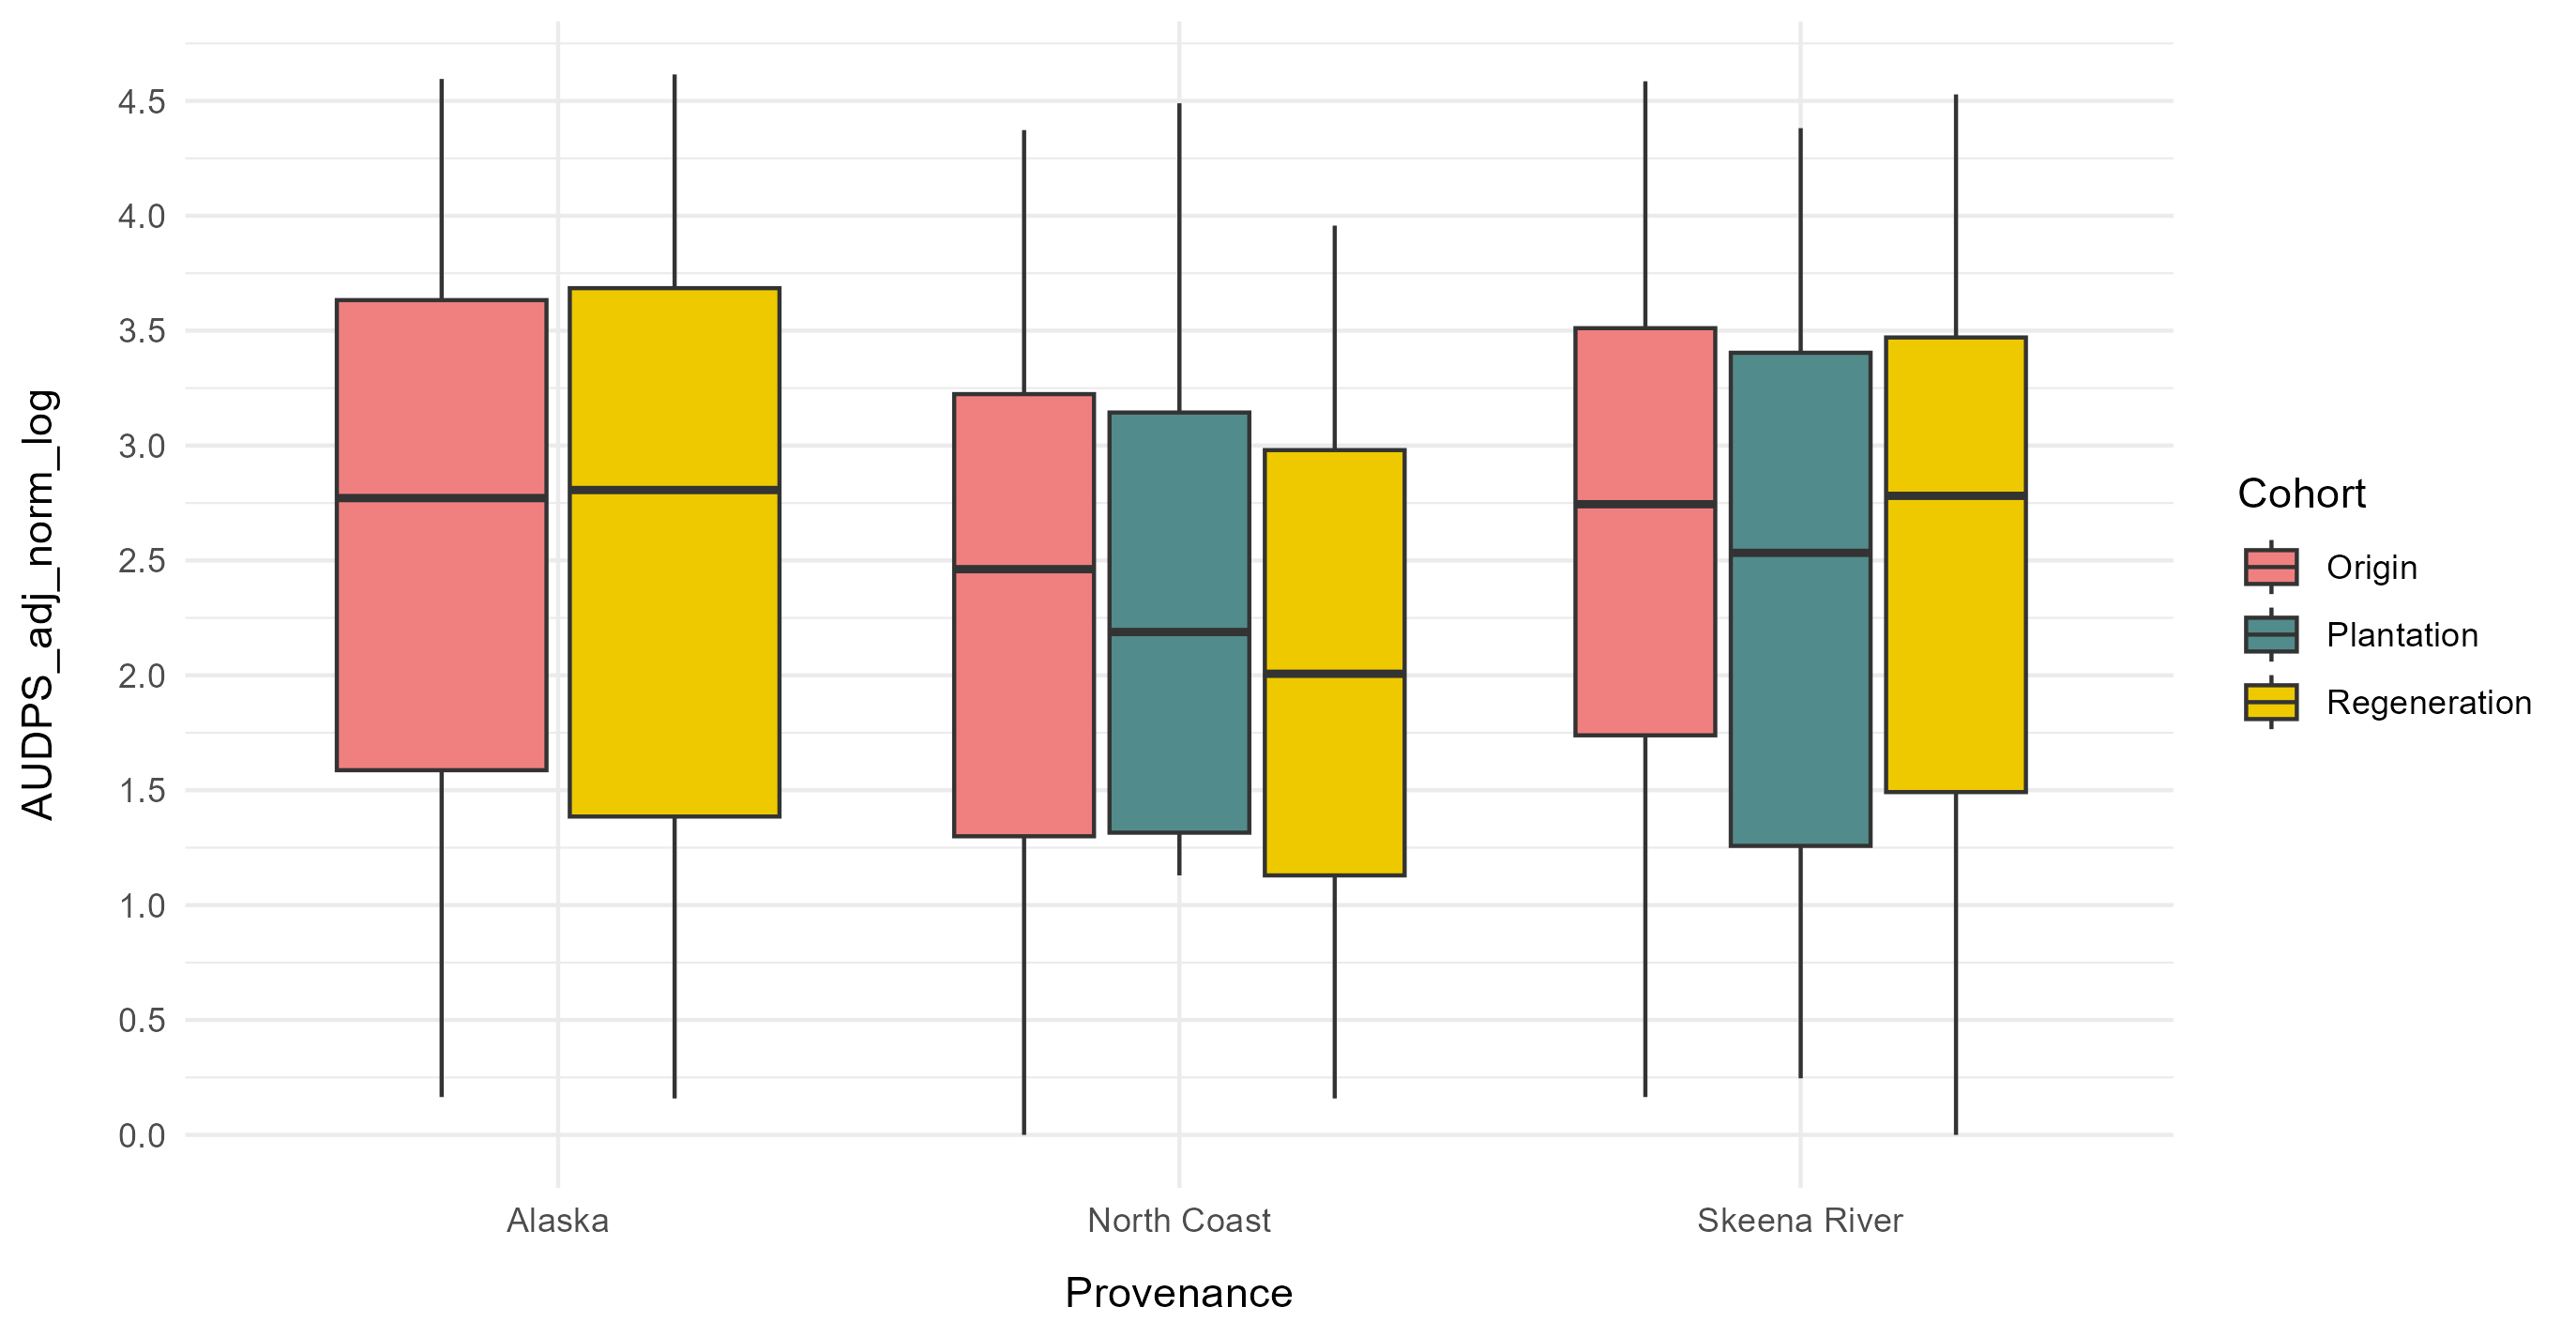 AUDPS_adj_norm_log
4.5
4.0
3.5
3.0
2.5
2.0
1.5
1.0
0.5
0.0
Alaska
North Coast
Skeena River
Provenance
Cohort
Origin
Plantation
Regeneration